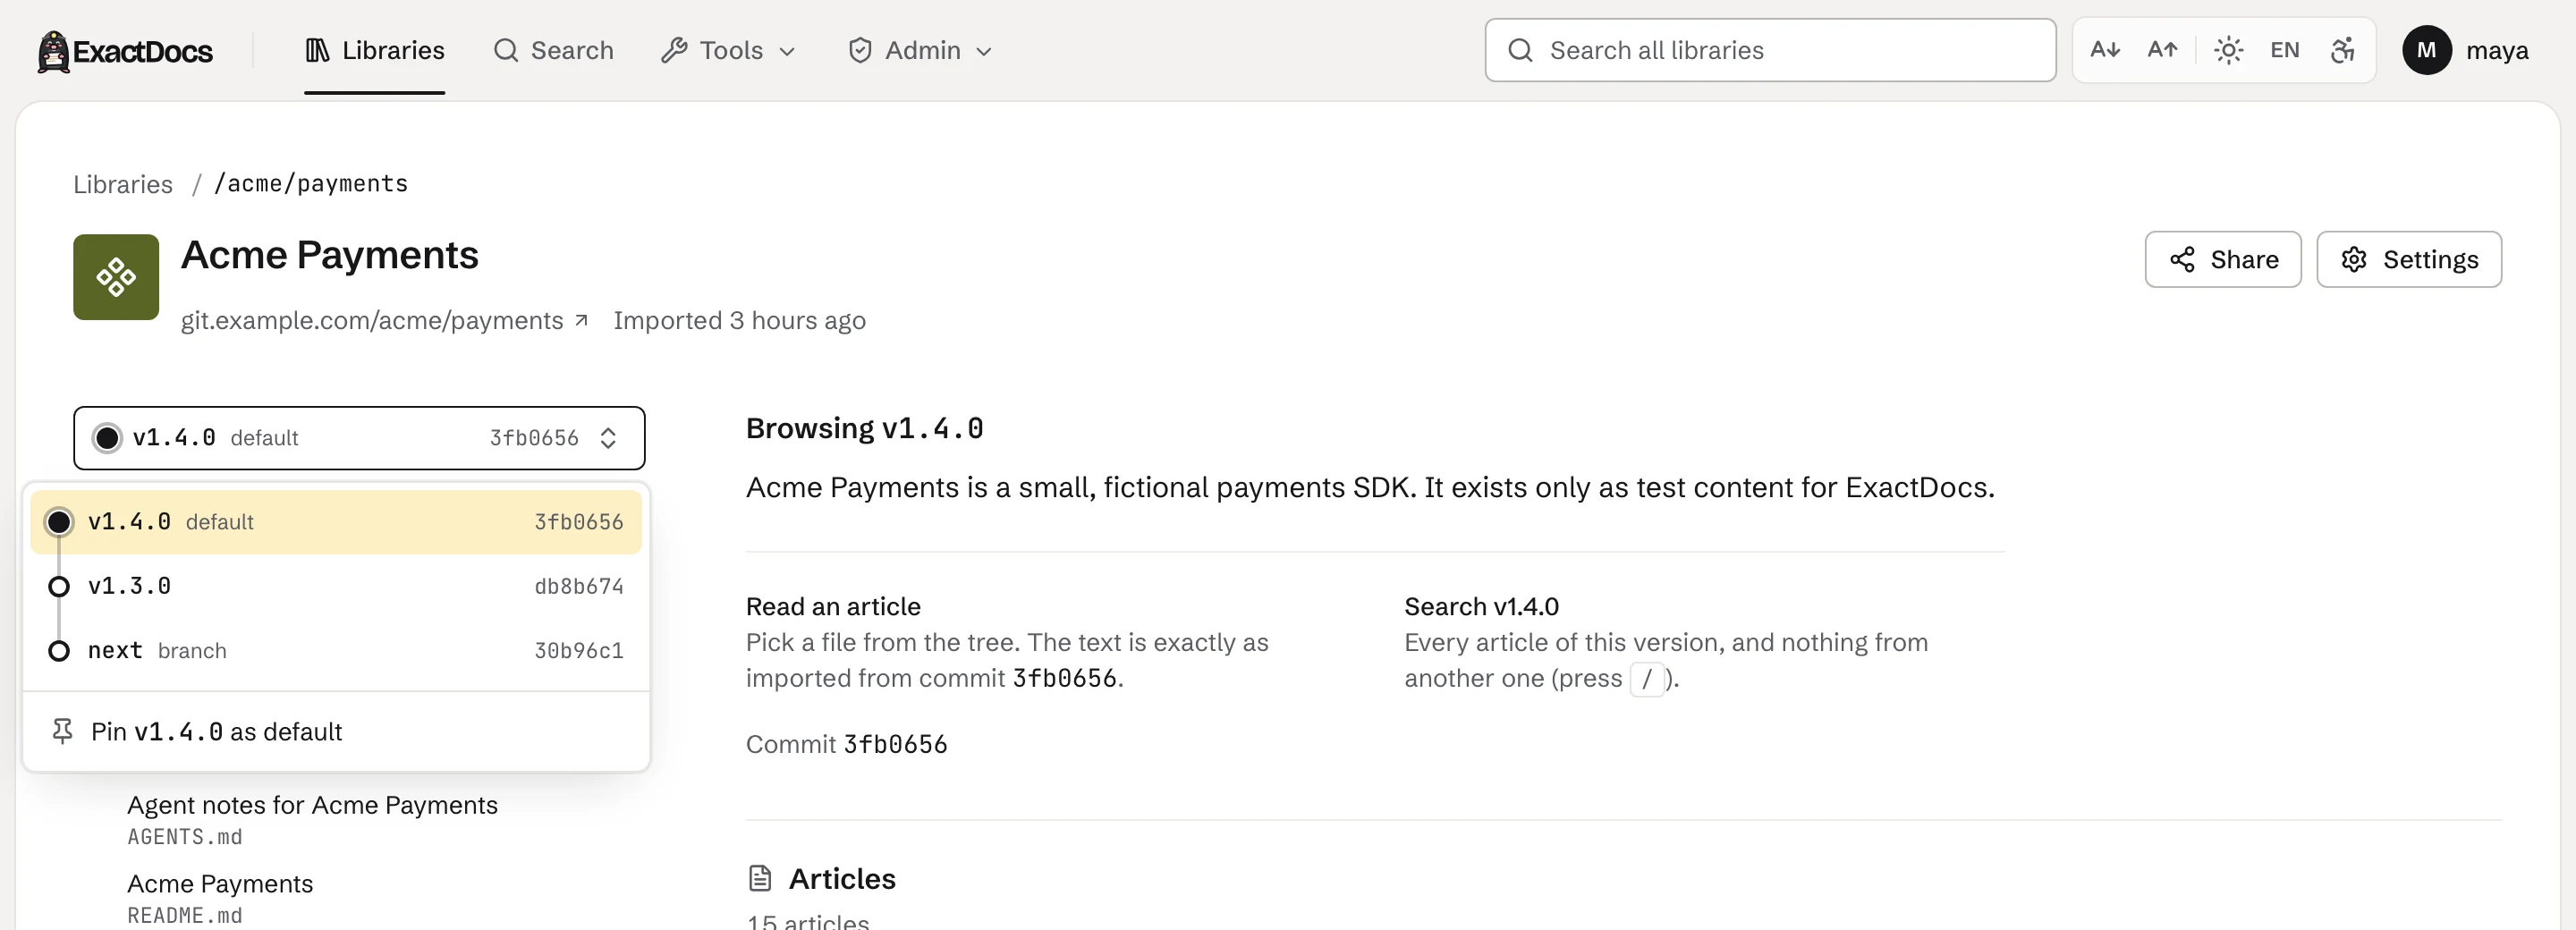 ExactDocs
Libraries
Search
Tools
Admin
Search all libraries
A↓ A↑ EN
M maya
Libraries / /acme/payments
Acme Payments
git.example.com/acme/payments ↗ Imported 3 hours ago
Share
Settings
v1.4.0 default 3fb0656
v1.4.0 default 3fb0656
v1.3.0 db8b674
next branch 30b96c1
Pin v1.4.0 as default
Agent notes for Acme Payments
AGENTS.md
Acme Payments
README.md
Browsing v1.4.0
Acme Payments is a small, fictional payments SDK. It exists only as test content for ExactDocs.
Read an article
Pick a file from the tree. The text is exactly as
imported from commit 3fb0656.
Commit 3fb0656
Search v1.4.0
Every article of this version, and nothing from
another one (press / ).
Articles
15 articles